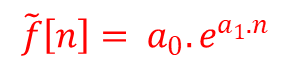 f̃[n] = a₀.e^{a₁.n}